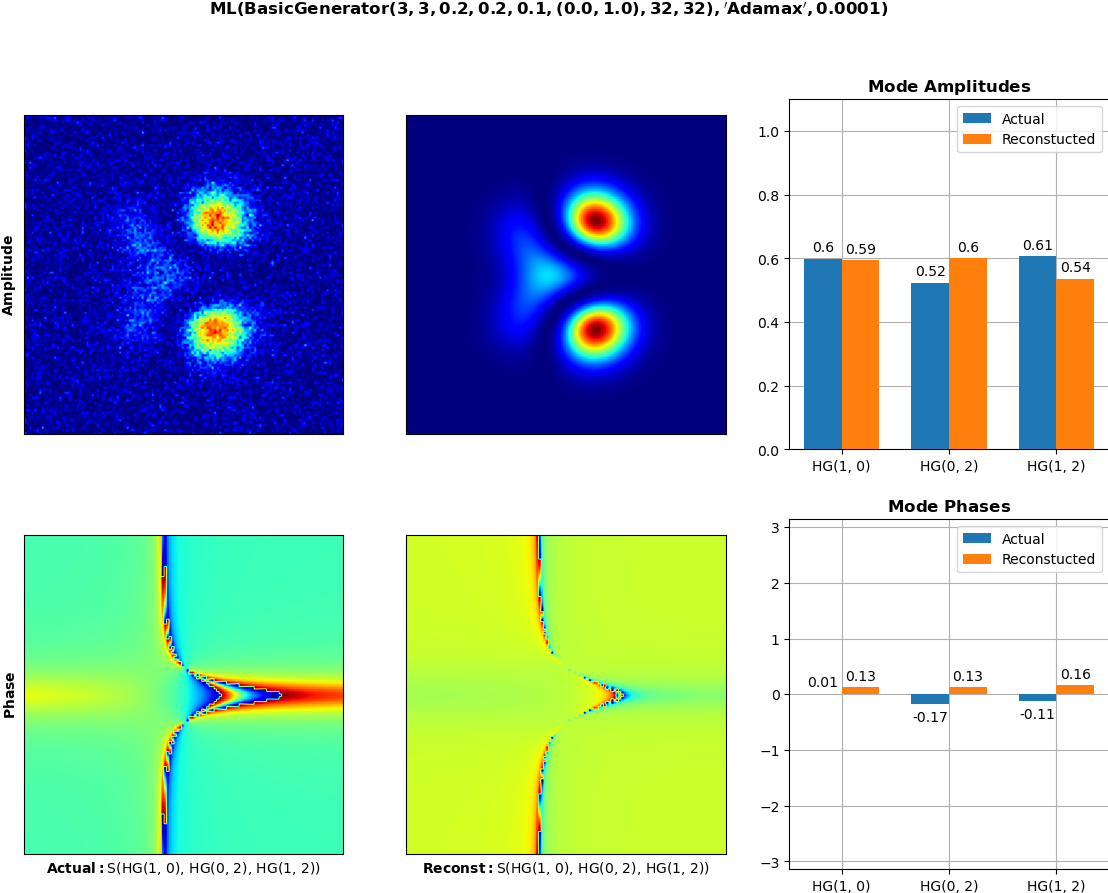 ML(BasicGenerator(3, 3, 0.2, 0.2, 0.1, (0.0, 1.0), 32, 32), ′Adamax′, 0.0001)
Amplitude
Mode Amplitudes
Actual
Reconstucted
1.0
0.8
0.6
0.4
0.2
0.0
0.6 0.59 0.52 0.6 0.61 0.54
HG(1, 0) HG(0, 2) HG(1, 2)
Phase
Mode Phases
Actual
Reconstucted
3
2
1
0
−1
−2
−3
0.01 0.13 -0.17 0.13 -0.11 0.16
HG(1, 0) HG(0, 2) HG(1, 2)
Actual: S(HG(1, 0), HG(0, 2), HG(1, 2))
Reconst: S(HG(1, 0), HG(0, 2), HG(1, 2))